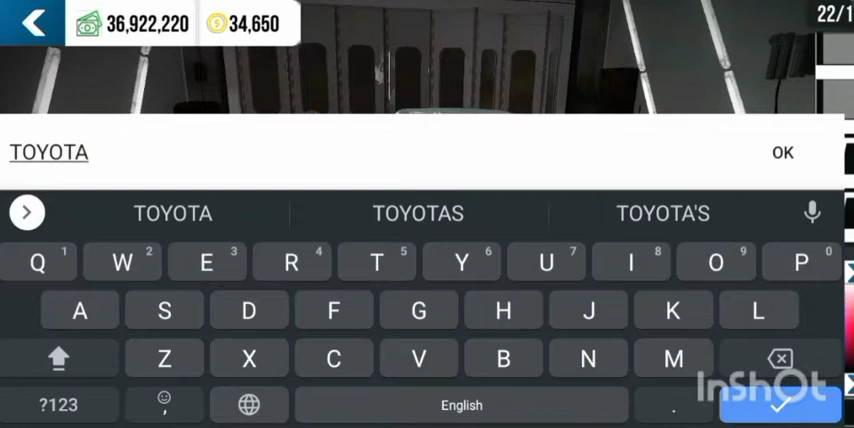 36,922,220 34,650 22/1
TOYOTA OK
TOYOTA TOYOTAS TOYOTA'S
Q 1 W 2 E 3 R 4 T 5 Y 6 U 7 I 8 O 9 P 0
A S D F G H J K L
Z X C V B N M
?123 , English .
InShOt